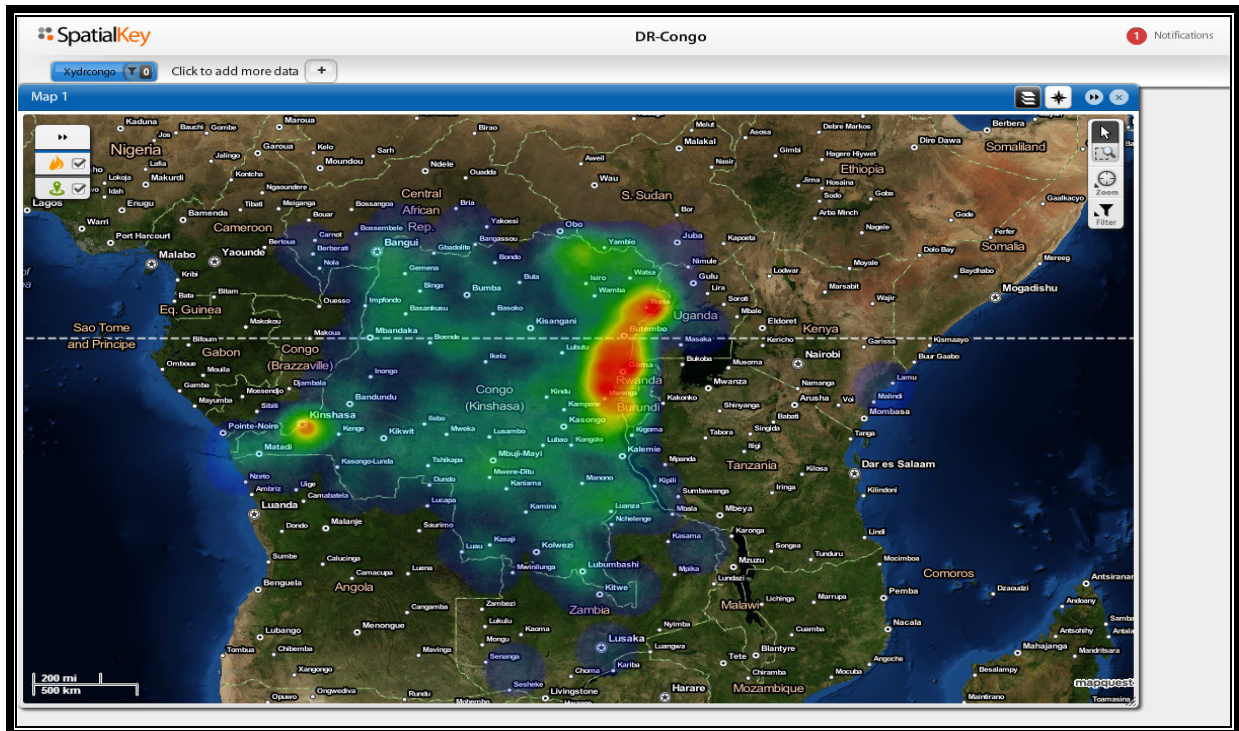 SpatialKey
DR-Congo
1 Notifications
Xydrcongo 0 Click to add more data +
Map 1
Kaduna
Maroua
Birao
Melut
Asosa
Debre Markos
Dire Dawa
Berbera
Jos
Bauchi
Gombe
Nigeria
Garoua
Kelo
Sarh
Malakal
Gimbi
Hagere Hiywet
Somaliland
Lafia
Jalingo
Moundou
Ndele
Aweil
Nasir
Ethiopia
Lokoja
Makurdi
Kontcha
Ouadda
Wau
Jima
Hosaina
Idah
Ngaoundere
Central
African
Rep.
S. Sudan
Sodo
Goba
Lagos
Enugu
Tibati
Meiganga
Bossangoa
Bria
Bor
Arba Minch
Gaalkacyo
Warri
Bamenda
Bouar
Yakossi
Obo
Gode
Port Harcourt
Cameroon
Carnot
Bossembele
Bangassou
Juba
Kapoeta
Nagele
Ferfer
Malabo
Yaounde
Bertoua
Berberati
Bangui
Gbadolite
Yambio
Dolo Bay
Somalia
Mereeg
Kribi
Nola
Gemena
Bondo
Nimule
Moyale
Baydhabo
Bata
Bitam
Binga
Bumba
Buta
Isiro
Watsa
Gulu
Lodwar
Marsabit
Eq. Guinea
Ouesso
Impfondo
Wamba
Lira
Wajir
Mogadishu
Basankusu
Basoko
Bunia
Soroti
Makokou
Kisangani
Uganda
Mbale
Eldoret
Sao Tome
and Principe
Makoua
Mbandaka
Boende
Butembo
Kenya
Bifoum
Masaka
Kericho
Garissa
Kismaayo
Gabon
Congo
(Brazzaville)
Ikela
Lubutu
Bukoba
Musoma
Nairobi
Buur Gaabo
Omboue
Mouila
Inongo
Goma
Rwanda
Mwanza
Namanga
Lamu
Gamba
Mossendjo
Djambala
Congo
(Kinshasa)
Kindu
Mwenga
Arusha
Voi
Malindi
Mayumba
Sibiti
Bandundu
Kampene
Burundi
Kakonko
Shinyanga
Babati
Mombasa
Pointe-Noire
Kinshasa
Kenge
Kikwit
Ilebo
Mweka
Lusambo
Kasongo
Kigoma
Tabora
Singida
Tanga
Matadi
Lubao
Kongolo
Kalemie
Itigi
Kasongo-Lunda
Tshikapa
Mbuji-Mayi
Mpanda
Tanzania
Kilosa
Dar es Salaam
Nzeto
Uige
Dundo
Mwene-Ditu
Kaniama
Manono
Kipili
Ambriz
Camabatela
Sumbawanga
Iringa
Kilindoni
Luanda
Lucapa
Kamina
Luanza
Mbala
Mbeya
Dondo
Malanje
Saurimo
Nchelenge
Kasama
Karonga
Lindi
Luau
Kasaji
Kolwezi
Songea
Tunduru
Sumbe
Calucinga
Luena
Mwinilunga
Lubumbashi
Mpika
Mzuzu
Mocimboa
Comoros
Benguela
Camacupa
Angola
Kitwe
Lundazi
Lichinga
Marrupa
Pemba
Dzaoudzi
Antsiranar
Cangamba
Zambezi
Zambia
Malawi
Andoany
Lubango
Menongue
Lukulu
Kaoma
Nyimba
Cuamba
Nacala
Antsohihy
Samba
Antala
Tombua
Chibemba
Mavinga
Mongu
Lusaka
Luangwa
Blantyre
Mahajanga
Mandritsara
Senanga
Tete
Angoche
Xangongo
Choma
Kariba
Chiramba
Mocuba
Besalampy
Sesheke
Opuwo
Ongwediva
Rundu
Livingstone
Harare
Mozambique
Maintirano
Toamasina
Zoom
Filter
200 mi
500 km
mapquest